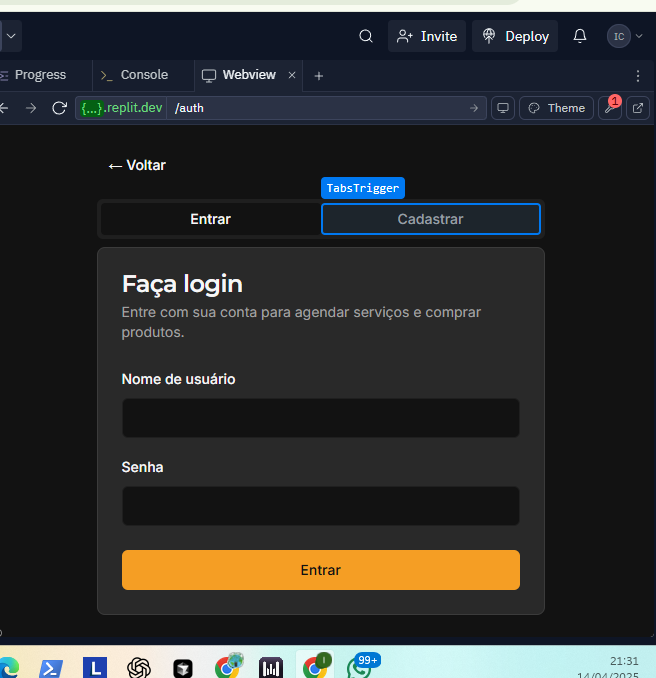 Invite
Deploy
IC
Progress
Console
Webview
{...}.replit.dev /auth
Theme
1
← Voltar
TabsTrigger
Entrar
Cadastrar
Faça login
Entre com sua conta para agendar serviços e comprar
produtos.
Nome de usuário
Senha
Entrar
L
1
99+
21:31
14/04/2025